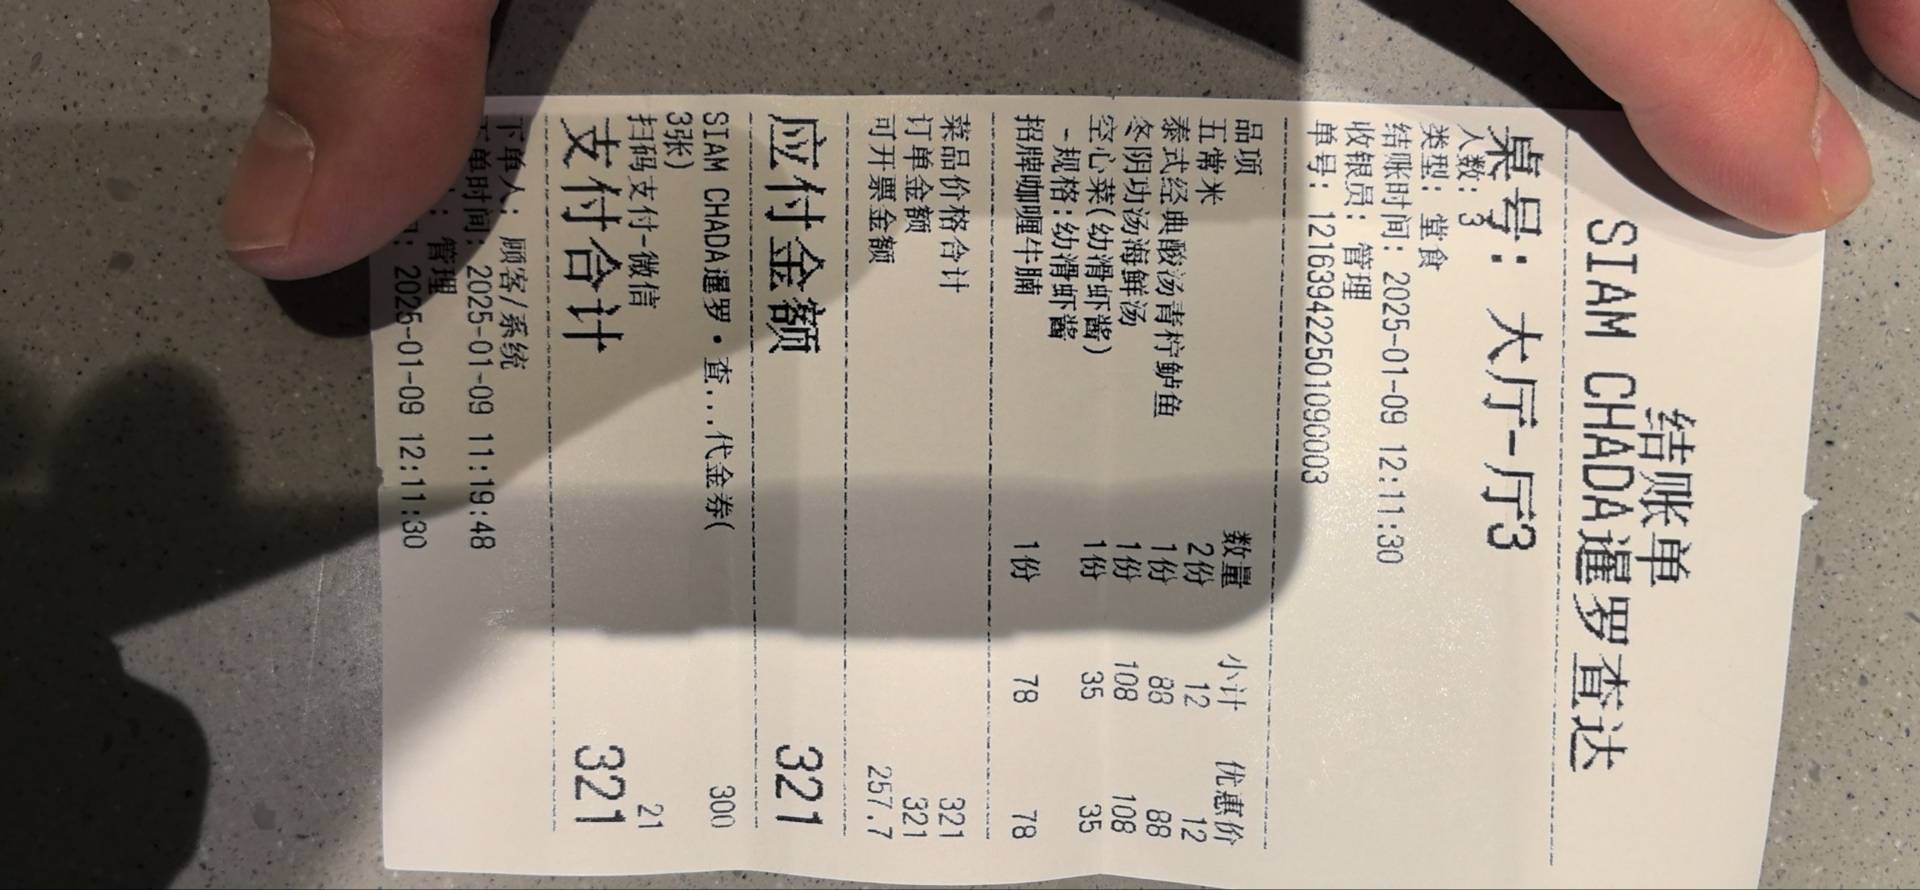 结账单
SIAM CHADA暹罗查达
桌号: 大厅-厅3
人数: 3
类型: 堂食
结账时间: 2025-01-09 12:11:30
收银员: 管理
单号: 121639422501090003
品项 数量 小计 优惠价
五常米 2份 12 12
泰式经典酸汤汤青柠鲈鱼 1份 88 88
冬阴功汤海鲜汤 1份 108 108
空心菜(幼滑虾酱) 1份 35 35
-规格:幼滑虾酱
招牌咖喱牛腩 1份 78 78
菜品价格合计 321
订单金额 321
可开票金额 257.7
应付金额 321
SIAM CHADA暹罗·查...代金券( 300
3张)
扫码支付-微信 21
支付合计 321
下单人: 顾客/系统
单时间: 2025-01-09 11:19:48
: 管理
: 2025-01-09 12:11:30